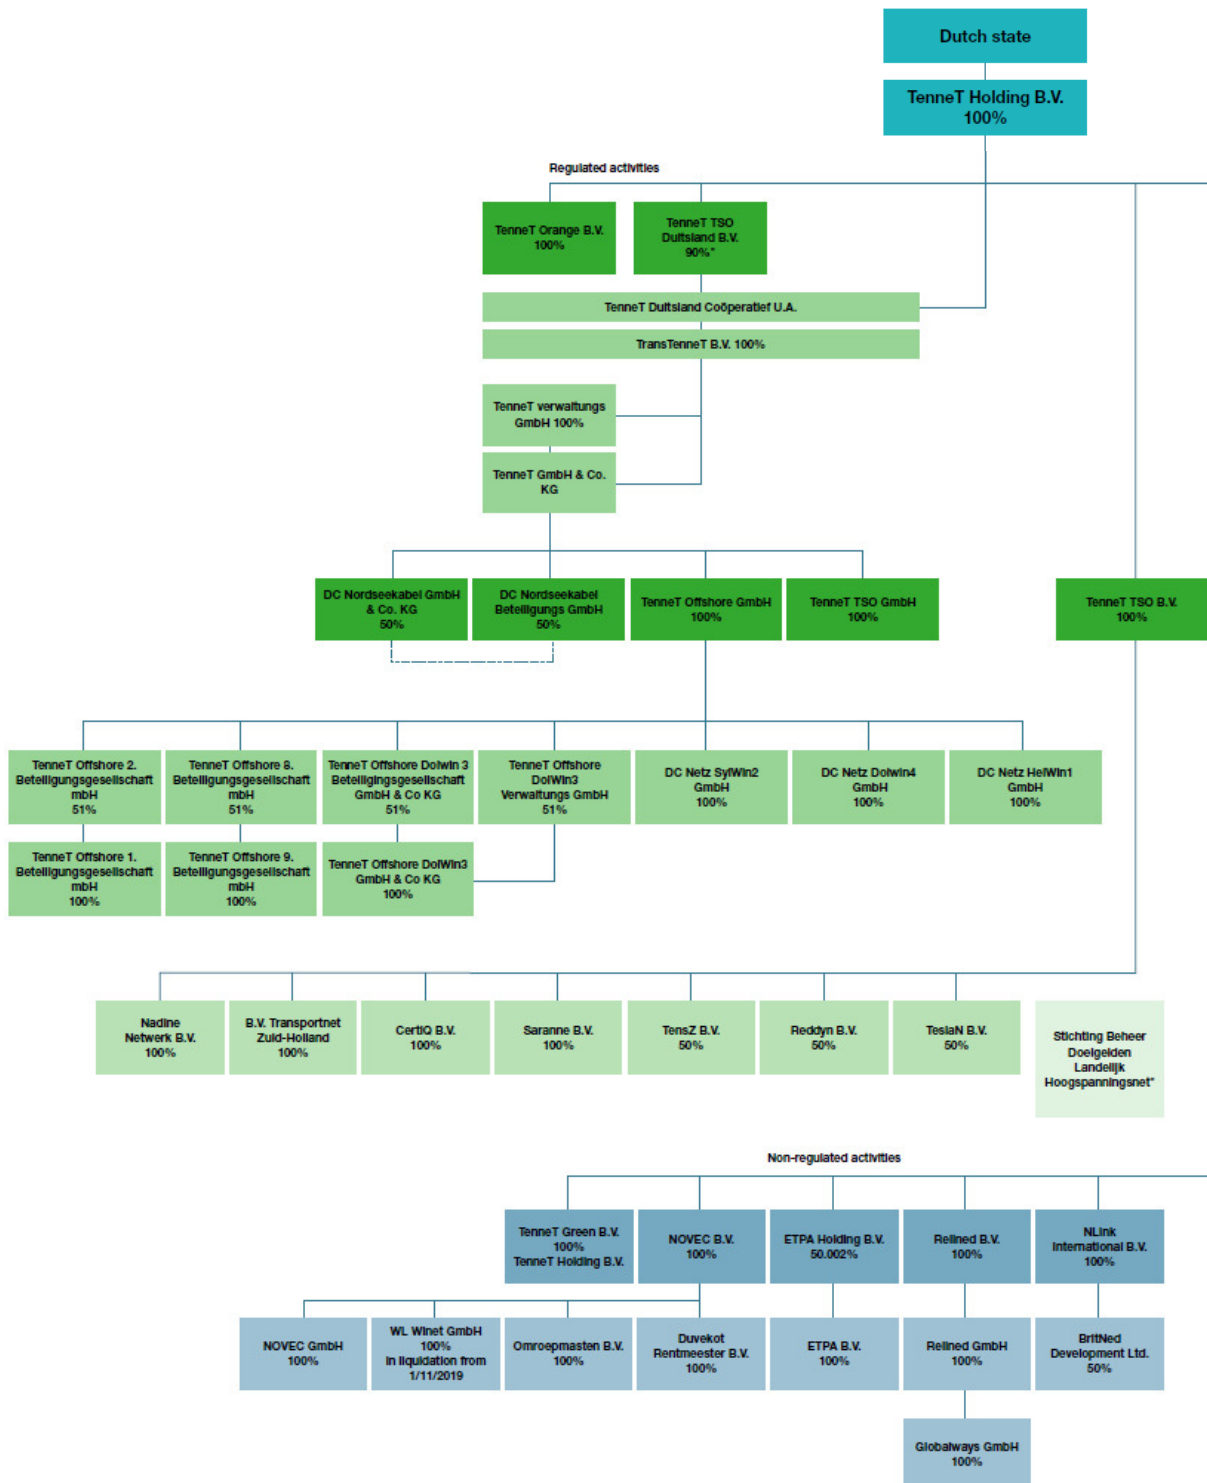 Dutch state
TenneT Holding B.V.
100%
Regulated activities
TenneT Orange B.V.
100%
TenneT TSO
Duitsland B.V.
90%*
TenneT Duitsland Coöperatief U.A.
TransTenneT B.V. 100%
TenneT verwaltungs
GmbH 100%
TenneT GmbH & Co.
KG
DC Nordseekabel GmbH
& Co. KG
50%
DC Nordseekabel
Beteiligungs GmbH
50%
TenneT Offshore GmbH
100%
TenneT TSO GmbH
100%
TenneT TSO B.V.
100%
TenneT Offshore 2.
Beteiligungsgesellschaft
mbH
51%
TenneT Offshore 8.
Beteiligungsgesellschaft
mbH
51%
TenneT Offshore Dolwin 3
Beteligingsgesellschaft
GmbH & Co KG
51%
TenneT Offshore
DolWin3
Verwaltungs GmbH
51%
DC Netz SylWin2
GmbH
100%
DC Netz Dolwin4
GmbH
100%
DC Netz HelWin1
GmbH
100%
TenneT Offshore 1.
Beteiligungsgesellschaft
mbH
100%
TenneT Offshore 9.
Beteiligungsgesellschaft
mbH
100%
TenneT Offshore DolWin3
GmbH & Co KG
100%
Nadine
Netwerk B.V.
100%
B.V. Transportnet
Zuid-Holland
100%
CertiQ B.V.
100%
Saranne B.V.
100%
TensZ B.V.
50%
Reddyn B.V.
50%
TeslaN B.V.
50%
Stichting Beheer
Doelgelden
Landelijk
Hoogspanningsnet*
Non-regulated activities
TenneT Green B.V.
100%
TenneT Holding B.V.
NOVEC B.V.
100%
ETPA Holding B.V.
50.002%
Relined B.V.
100%
NLink
International B.V.
100%
NOVEC GmbH
100%
WL Winet GmbH
100%
in liquidation from
1/11/2019
Omroepmasten B.V.
100%
Duvekot
Rentmeester B.V.
100%
ETPA B.V.
100%
Relined GmbH
100%
BritNed
Development Ltd.
50%
Globalways GmbH
100%